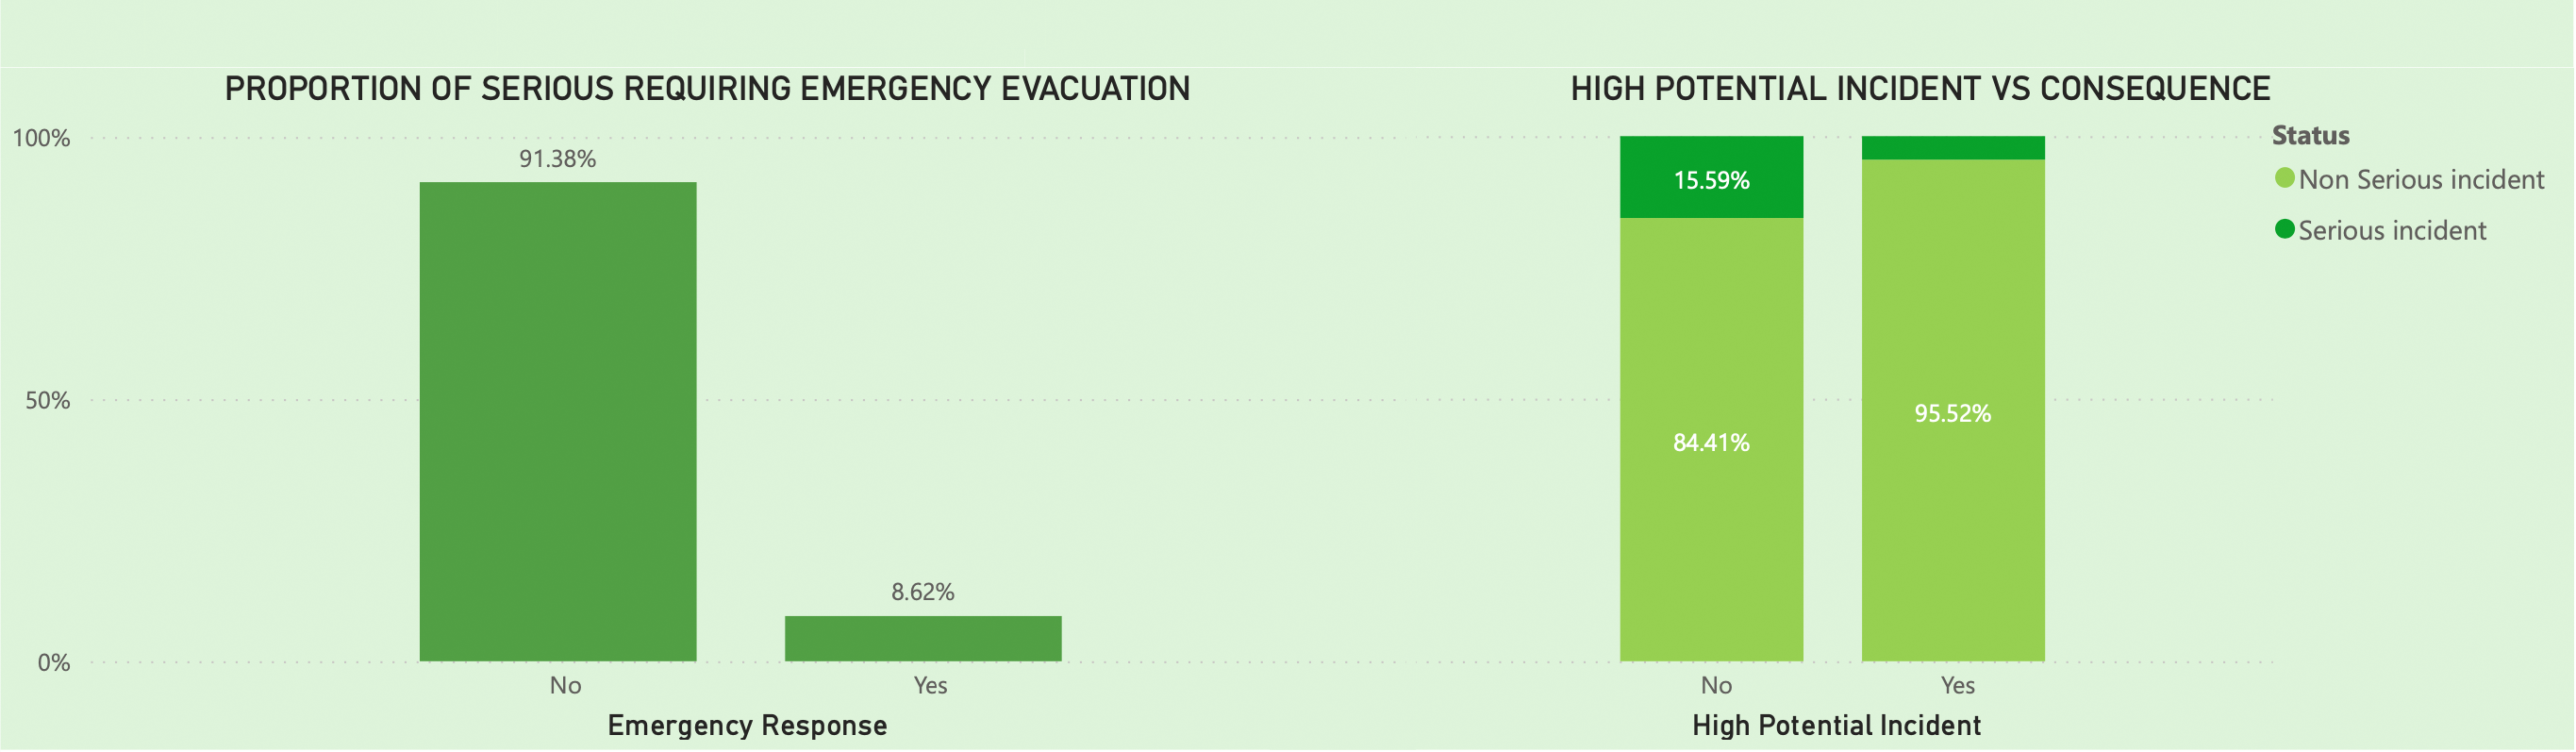 PROPORTION OF SERIOUS REQUIRING EMERGENCY EVACUATION
100%
50%
0%
91.38%
8.62%
No
Yes
Emergency Response
HIGH POTENTIAL INCIDENT VS CONSEQUENCE
15.59%
84.41%
95.52%
No
Yes
High Potential Incident
Status
Non Serious incident
Serious incident